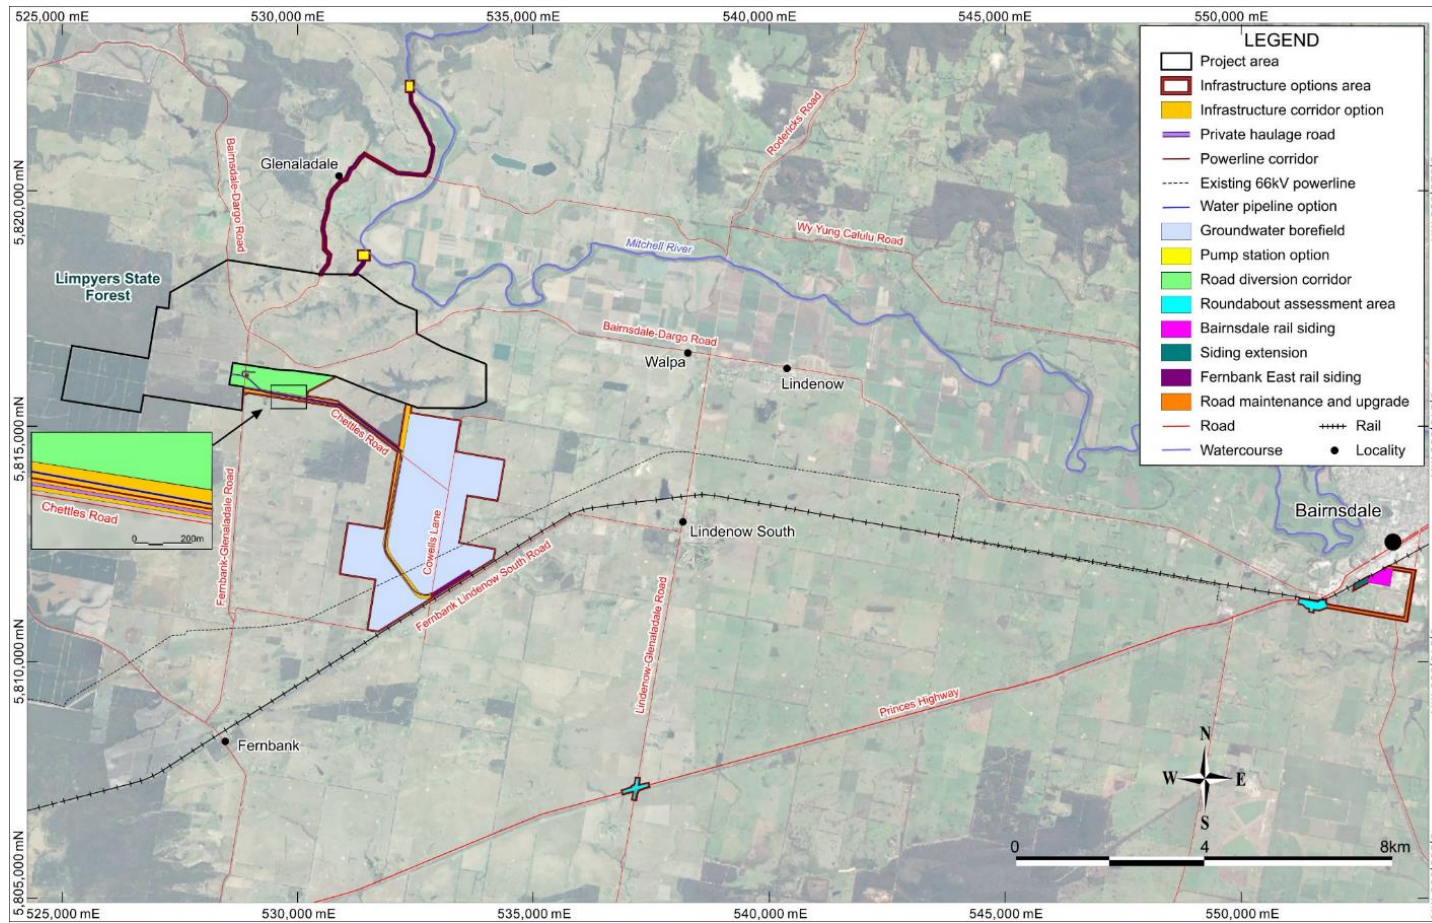 525,000 mE
530,000 mE
535,000 mE
540,000 mE
545,000 mE
550,000 mE
LEGEND
Project area
Infrastructure options area
Infrastructure corridor option
Private haulage road
Powerline corridor
Existing 66kV powerline
Water pipeline option
Groundwater borefield
Pump station option
Road diversion corridor
Roundabout assessment area
Bairnsdale rail siding
Siding extension
Fernbank East rail siding
Road maintenance and upgrade
Road
Rail
Watercourse
Locality
5,820,000 mN
5,815,000 mN
5,810,000 mN
5,805,000 mN
Bairnsdale-Dargo Road
Glenaladale
Rodericks Road
Wy Yung Calulu Road
Mitchell River
Limpyers State
Forest
Bairnsdale-Dargo Road
Walpa
Lindenow
Chettles Road
Chettles Road
0 200m
Fernbank-Glenaladale Road
Cowells Lane
Fernbank Lindenow South Road
Lindenow South
Bairnsdale
Lindenow-Glenaladale Road
Princes Highway
Fernbank
N
W E
S
0 4 8km
525,000 mE
530,000 mE
535,000 mE
540,000 mE
545,000 mE
550,000 mE